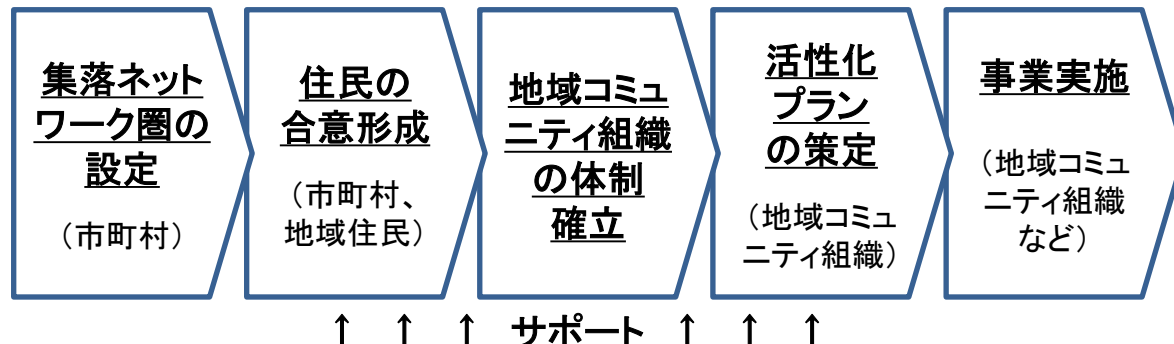 集落ネット
ワーク圏の
設定
（市町村）
住民の
合意形成
（市町村、
地域住民）
地域コミュ
ニティ組織
の体制
確立
活性化
プラン
の策定
（地域コミュ
ニティ組織）
事業実施
（地域コミュ
ニティ組織
など）
↑ ↑ ↑ サポート ↑ ↑ ↑